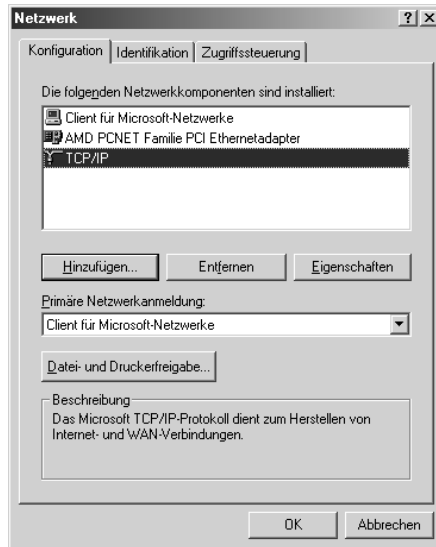 Netzwerk
Konfiguration Identifikation Zugriffssteuerung
Die folgenden Netzwerkkomponenten sind installiert:
Client für Microsoft-Netzwerke
AMD PCNET Familie PCI Ethernetadapter
TCP/IP
Hinzufügen... Entfernen Eigenschaften
Primäre Netzwerkanmeldung:
Client für Microsoft-Netzwerke
Datei- und Druckerfreigabe...
Beschreibung
Das Microsoft TCP/IP-Protokoll dient zum Herstellen von
Internet- und WAN-Verbindungen.
OK Abbrechen